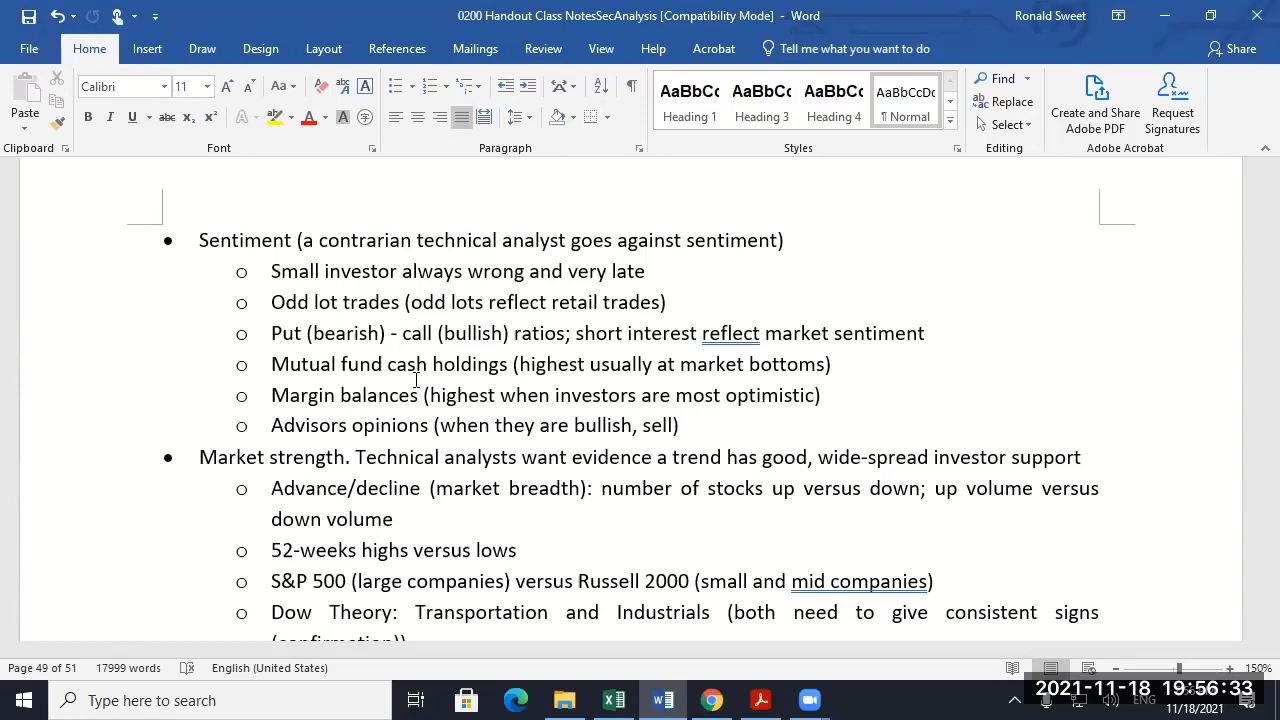 0200 Handout Class NotesSecAnalysis [Compatibility Mode] - Word
Ronald Sweet
File Home Insert Draw Design Layout References Mailings Review View Help Acrobat Tell me what you want to do Share
Paste
Calibri 11
AaBbCc AaBbCc AaBbCc AaBbCcDc
Heading 1 Heading 3 Heading 4 ¶ Normal
Find
Replace
Select
Create and Share Adobe PDF
Request Signatures
Clipboard Font Paragraph Styles Editing Adobe Acrobat
• Sentiment (a contrarian technical analyst goes against sentiment)
o Small investor always wrong and very late
o Odd lot trades (odd lots reflect retail trades)
o Put (bearish) - call (bullish) ratios; short interest reflect market sentiment
o Mutual fund cash holdings (highest usually at market bottoms)
o Margin balances (highest when investors are most optimistic)
o Advisors opinions (when they are bullish, sell)
• Market strength. Technical analysts want evidence a trend has good, wide-spread investor support
o Advance/decline (market breadth): number of stocks up versus down; up volume versus
down volume
o 52-weeks highs versus lows
o S&P 500 (large companies) versus Russell 2000 (small and mid companies)
o Dow Theory: Transportation and Industrials (both need to give consistent signs
(confirmation))
Page 49 of 51 17999 words English (United States) 150%
Type here to search
2021-11-18 19:56:33
ENG
11/18/2021